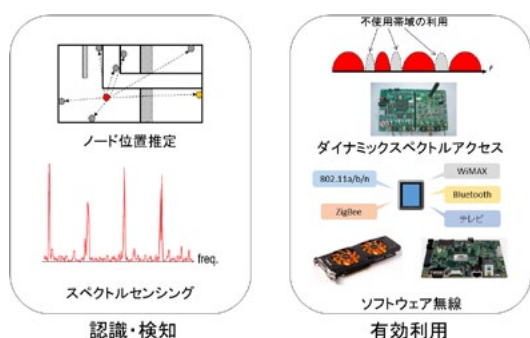 ノード位置推定
freq.
スペクトルセンシング
認識・検知
不使用帯域の利用
f
ダイナミックスペクトルアクセス
802.11a/b/n
WiMAX
Bluetooth
ZigBee
テレビ
ソフトウェア無線
有効利用